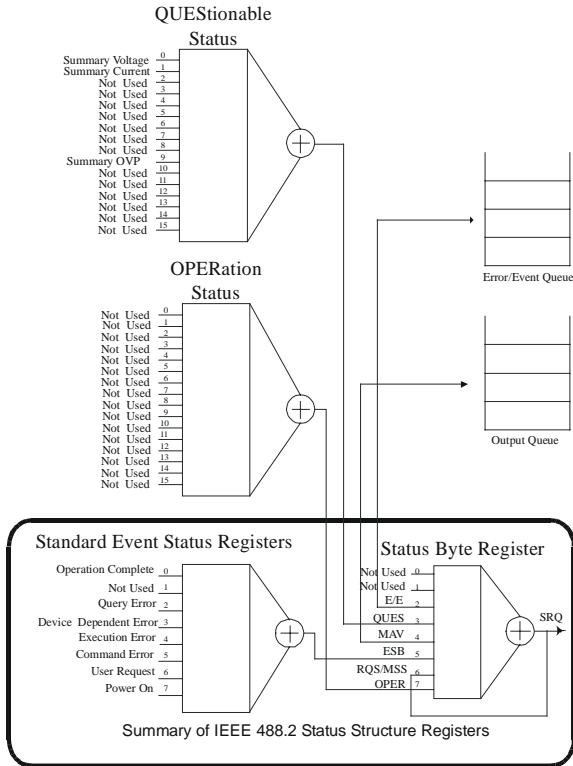 QUEStionable
Status
Summary Voltage 0
Summary Current 1
Not Used 2
Not Used 3
Not Used 4
Not Used 5
Not Used 6
Not Used 7
Not Used 8
Summary OVP 9
Not Used 10
Not Used 11
Not Used 12
Not Used 13
Not Used 14
Not Used 15
Error/Event Queue
OPERation
Status
Not Used 0
Not Used 1
Not Used 2
Not Used 3
Not Used 4
Not Used 5
Not Used 6
Not Used 7
Not Used 8
Not Used 9
Not Used 10
Not Used 11
Not Used 12
Not Used 13
Not Used 14
Not Used 15
Output Queue
Standard Event Status Registers
Operation Complete 0
Not Used 1
Query Error 2
Device Dependent Error 3
Execution Error 4
Command Error 5
User Request 6
Power On 7
Status Byte Register
Not Used 0
Not Used 1
E/E 2
QUES 3
MAV 4
ESB 5
RQS/MSS 6
OPER 7
SRQ
Summary of IEEE 488.2 Status Structure Registers